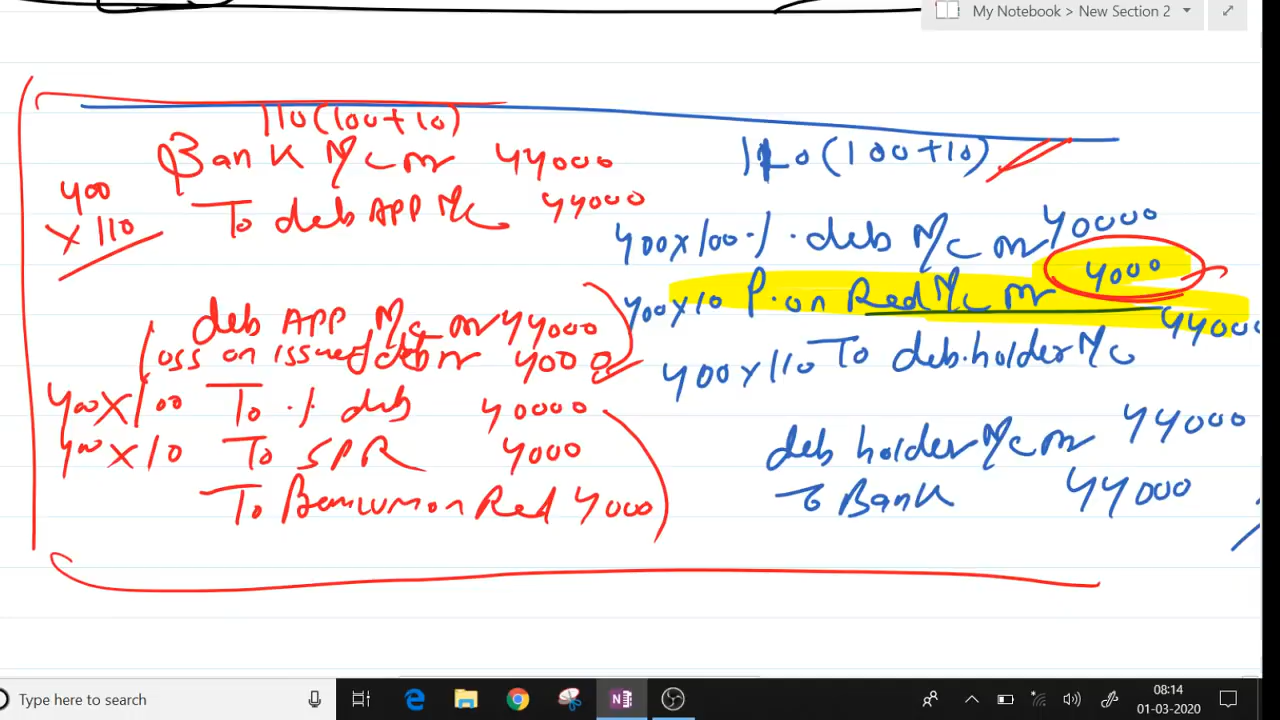 My Notebook > New Section 2
110(100+10)
Bank A/c Dr 44000
400
X 110
To deb APP A/c 44000
deb APP A/c Dr 44000
Loss on issue deb Dr 4000
400X100 To .1. deb 40000
400X10 To SPR 4000
To Premium on Red 4000
110(100+10)
400x100 .1. deb A/c Dr 40000
400x10 P.on Red A/c Dr 4000
400x110 To deb.holder A/c 44000
deb holder A/c Dr 44000
To Bank 44000
Type here to search
08:14
01-03-2020